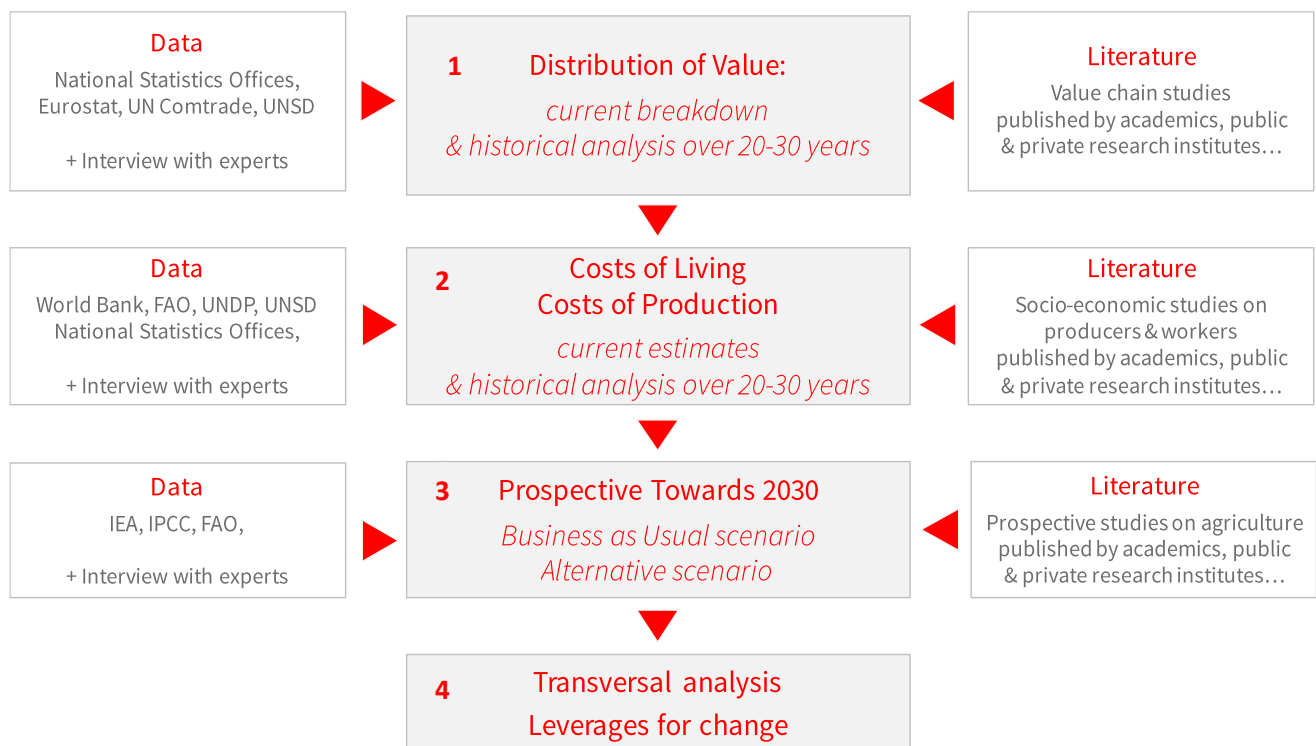 Data
National Statistics Offices,
Eurostat, UN Comtrade, UNSD
+ Interview with experts
1 Distribution of Value:
current breakdown
& historical analysis over 20-30 years
Literature
Value chain studies
published by academics, public
& private research institutes…
Data
World Bank, FAO, UNDP, UNSD
National Statistics Offices,
+ Interview with experts
2 Costs of Living
Costs of Production
current estimates
& historical analysis over 20-30 years
Literature
Socio-economic studies on
producers & workers
published by academics, public
& private research institutes…
Data
IEA, IPCC, FAO,
+ Interview with experts
3 Prospective Towards 2030
Business as Usual scenario
Alternative scenario
Literature
Prospective studies on agriculture
published by academics, public
& private research institutes…
4 Transversal analysis
Leverages for change